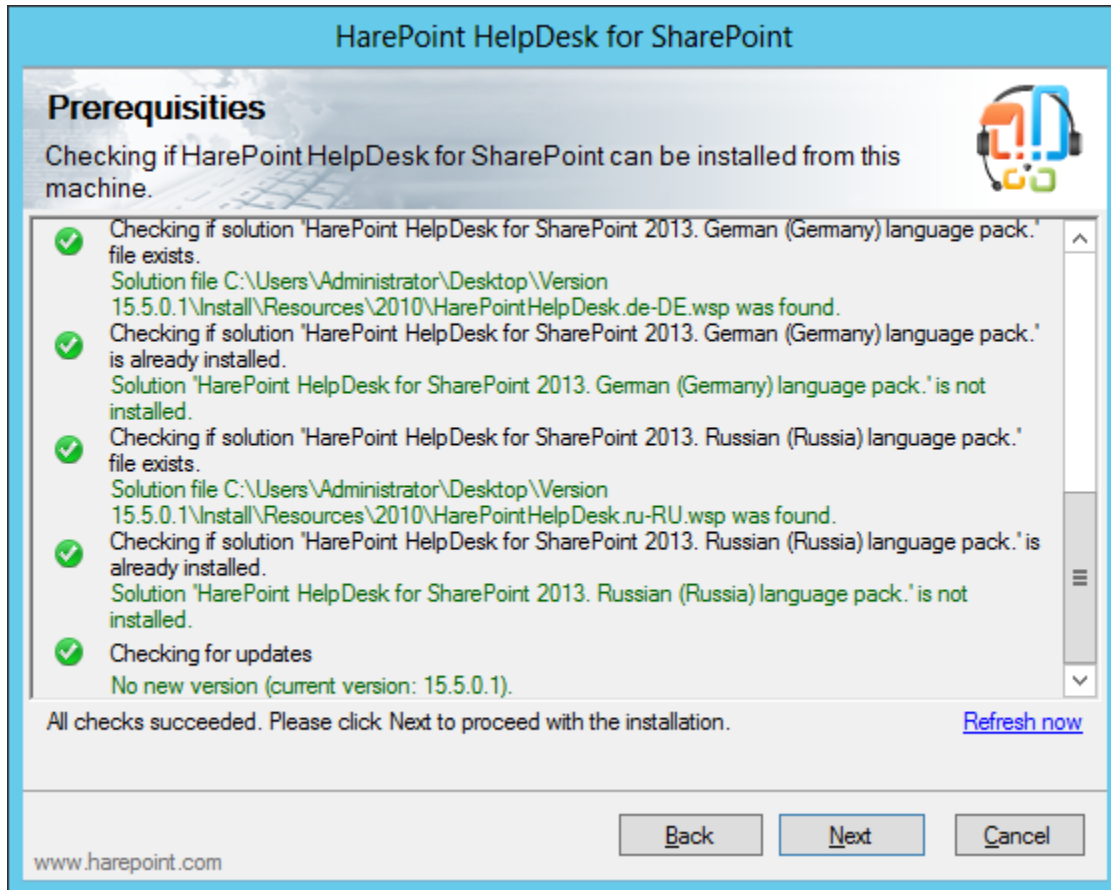 HarePoint HelpDesk for SharePoint
Prerequisities
Checking if HarePoint HelpDesk for SharePoint can be installed from this
machine.
Checking if solution 'HarePoint HelpDesk for SharePoint 2013. German (Germany) language pack.'
file exists.
Solution file C:\Users\Administrator\Desktop\Version
15.5.0.1\Install\Resources\2010\HarePointHelpDesk.de-DE.wsp was found.
Checking if solution 'HarePoint HelpDesk for SharePoint 2013. German (Germany) language pack.'
is already installed.
Solution 'HarePoint HelpDesk for SharePoint 2013. German (Germany) language pack.' is not
installed.
Checking if solution 'HarePoint HelpDesk for SharePoint 2013. Russian (Russia) language pack.'
file exists.
Solution file C:\Users\Administrator\Desktop\Version
15.5.0.1\Install\Resources\2010\HarePointHelpDesk.ru-RU.wsp was found.
Checking if solution 'HarePoint HelpDesk for SharePoint 2013. Russian (Russia) language pack.' is
already installed.
Solution 'HarePoint HelpDesk for SharePoint 2013. Russian (Russia) language pack.' is not
installed.
Checking for updates
No new version (current version: 15.5.0.1).
All checks succeeded. Please click Next to proceed with the installation.
Refresh now
Back
Next
Cancel
www.harepoint.com